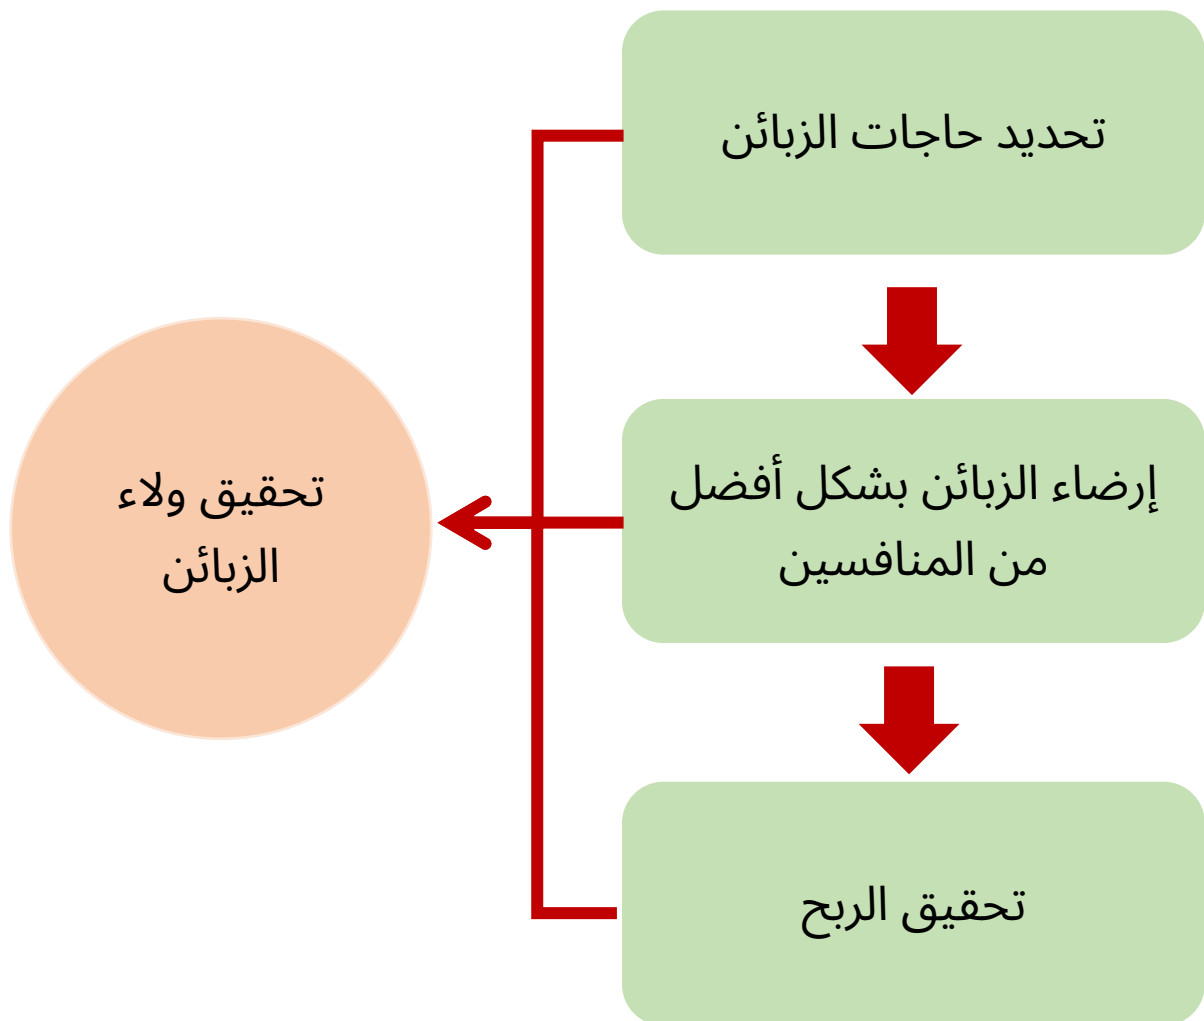 تحديد حاجات الزبائن
إرضاء الزبائن بشكل أفضل
من المنافسين
تحقيق الربح
تحقيق ولاء
الزبائن